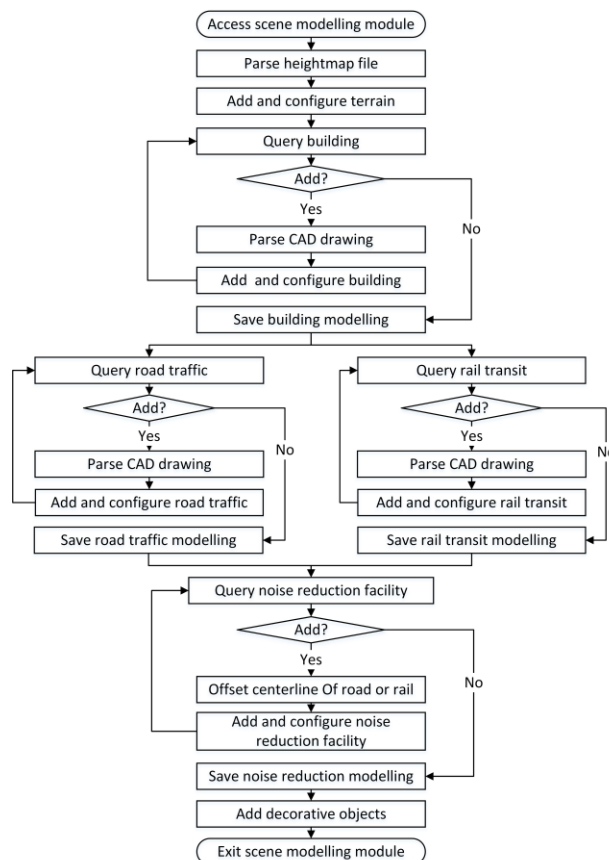 Access scene modelling module
Parse heightmap file
Add and configure terrain
Query building
Add?
Yes
No
Parse CAD drawing
Add and configure building
Save building modelling
Query road traffic
Add?
Yes
No
Parse CAD drawing
Add and configure road traffic
Save road traffic modelling
Query rail transit
Add?
Yes
No
Parse CAD drawing
Add and configure rail transit
Save rail transit modelling
Query noise reduction facility
Add?
Yes
No
Offset centerline Of road or rail
Add and configure noise
reduction facility
Save noise reduction modelling
Add decorative objects
Exit scene modelling module